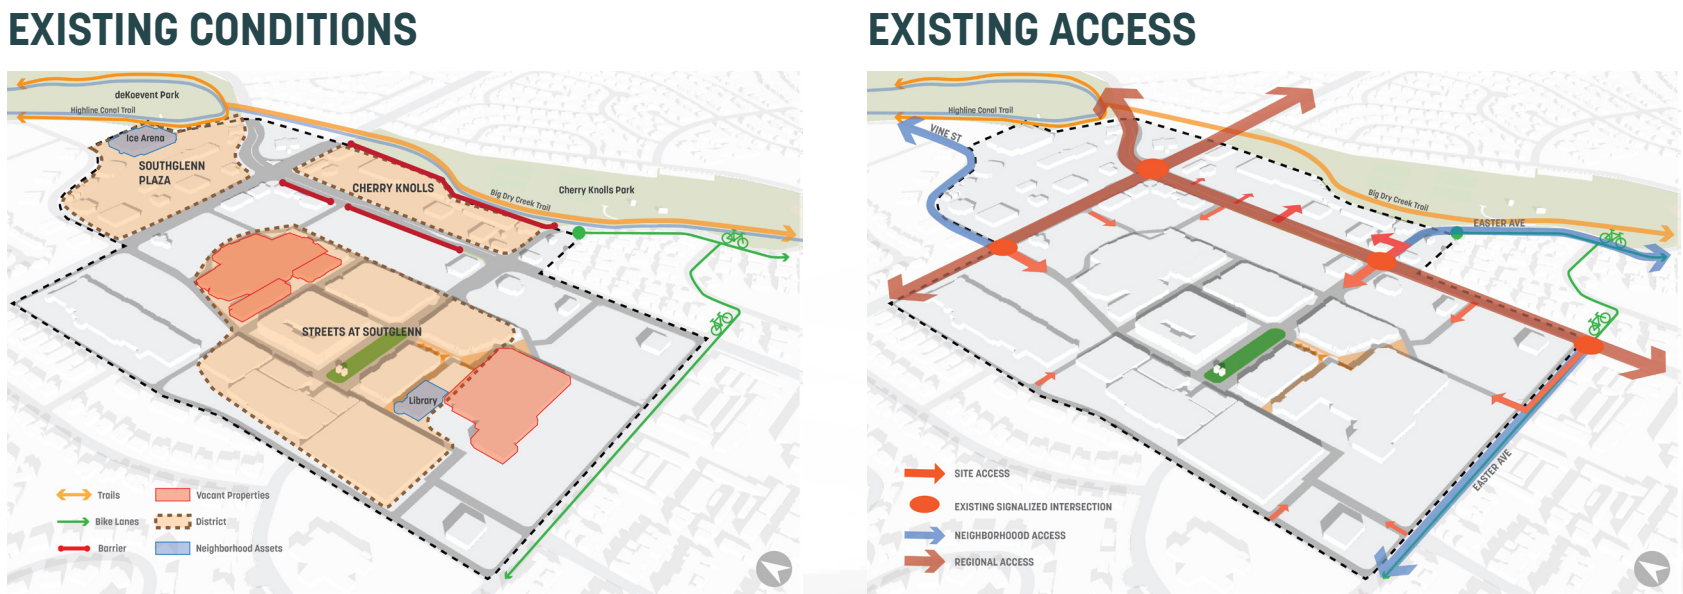 EXISTING CONDITIONS
deKoevent Park
Highline Canal Trail
Ice Arena
SOUTHGLENN
PLAZA
CHERRY KNOLLS
Big Dry Creek Trail
Cherry Knolls Park
STREETS AT SOUTGLENN
Library
Trails
Bike Lanes
Barrier
Vacant Properties
District
Neighborhood Assets
EXISTING ACCESS
Highline Canal Trail
VINE ST
Big Dry Creek Trail
EASTER AVE
EASTER AVE
SITE ACCESS
EXISTING SIGNALIZED INTERSECTION
NEIGHBORHOOOD ACCESS
REGIONAL ACCESS